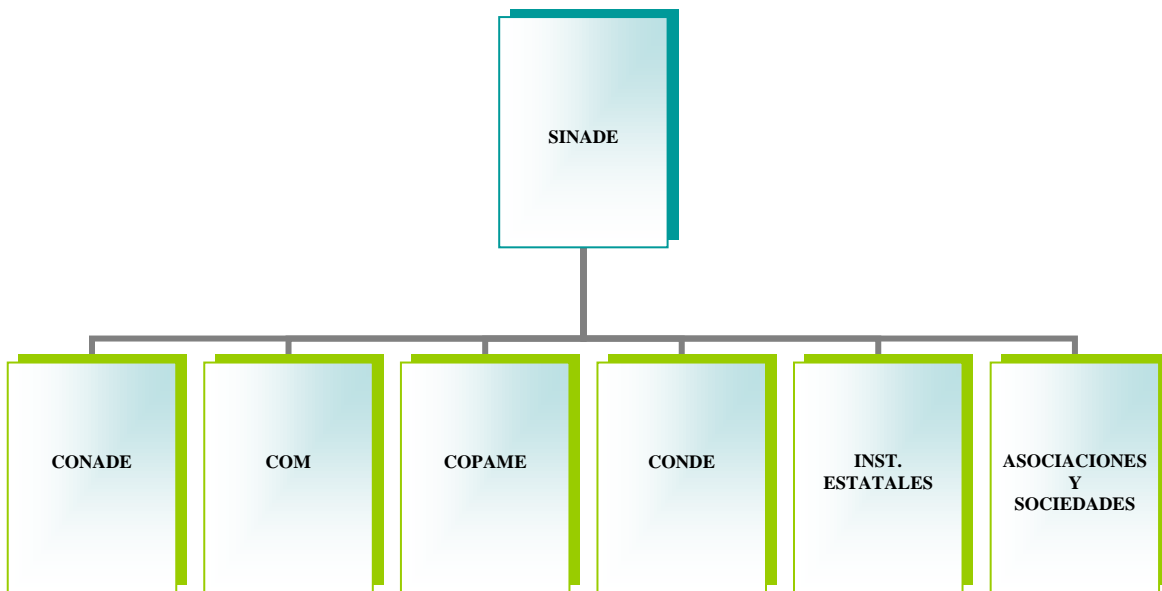 SINADE
CONADE
COM
COPAME
CONDE
INST.
ESTATALES
ASOCIACIONES
Y
SOCIEDADES